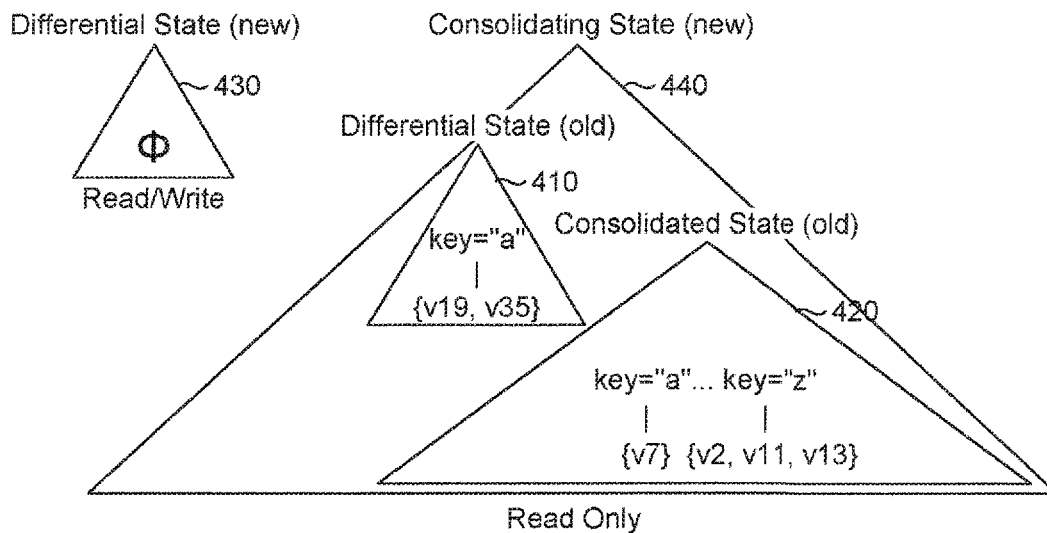 Differential State (new)
Consolidating State (new)
430
440
Differential State (old)
Φ
410
Read/Write
Consolidated State (old)
key="a"
|
{v19, v35}
420
key="a"... key="z"
| |
{v7} {v2, v11, v13}
Read Only